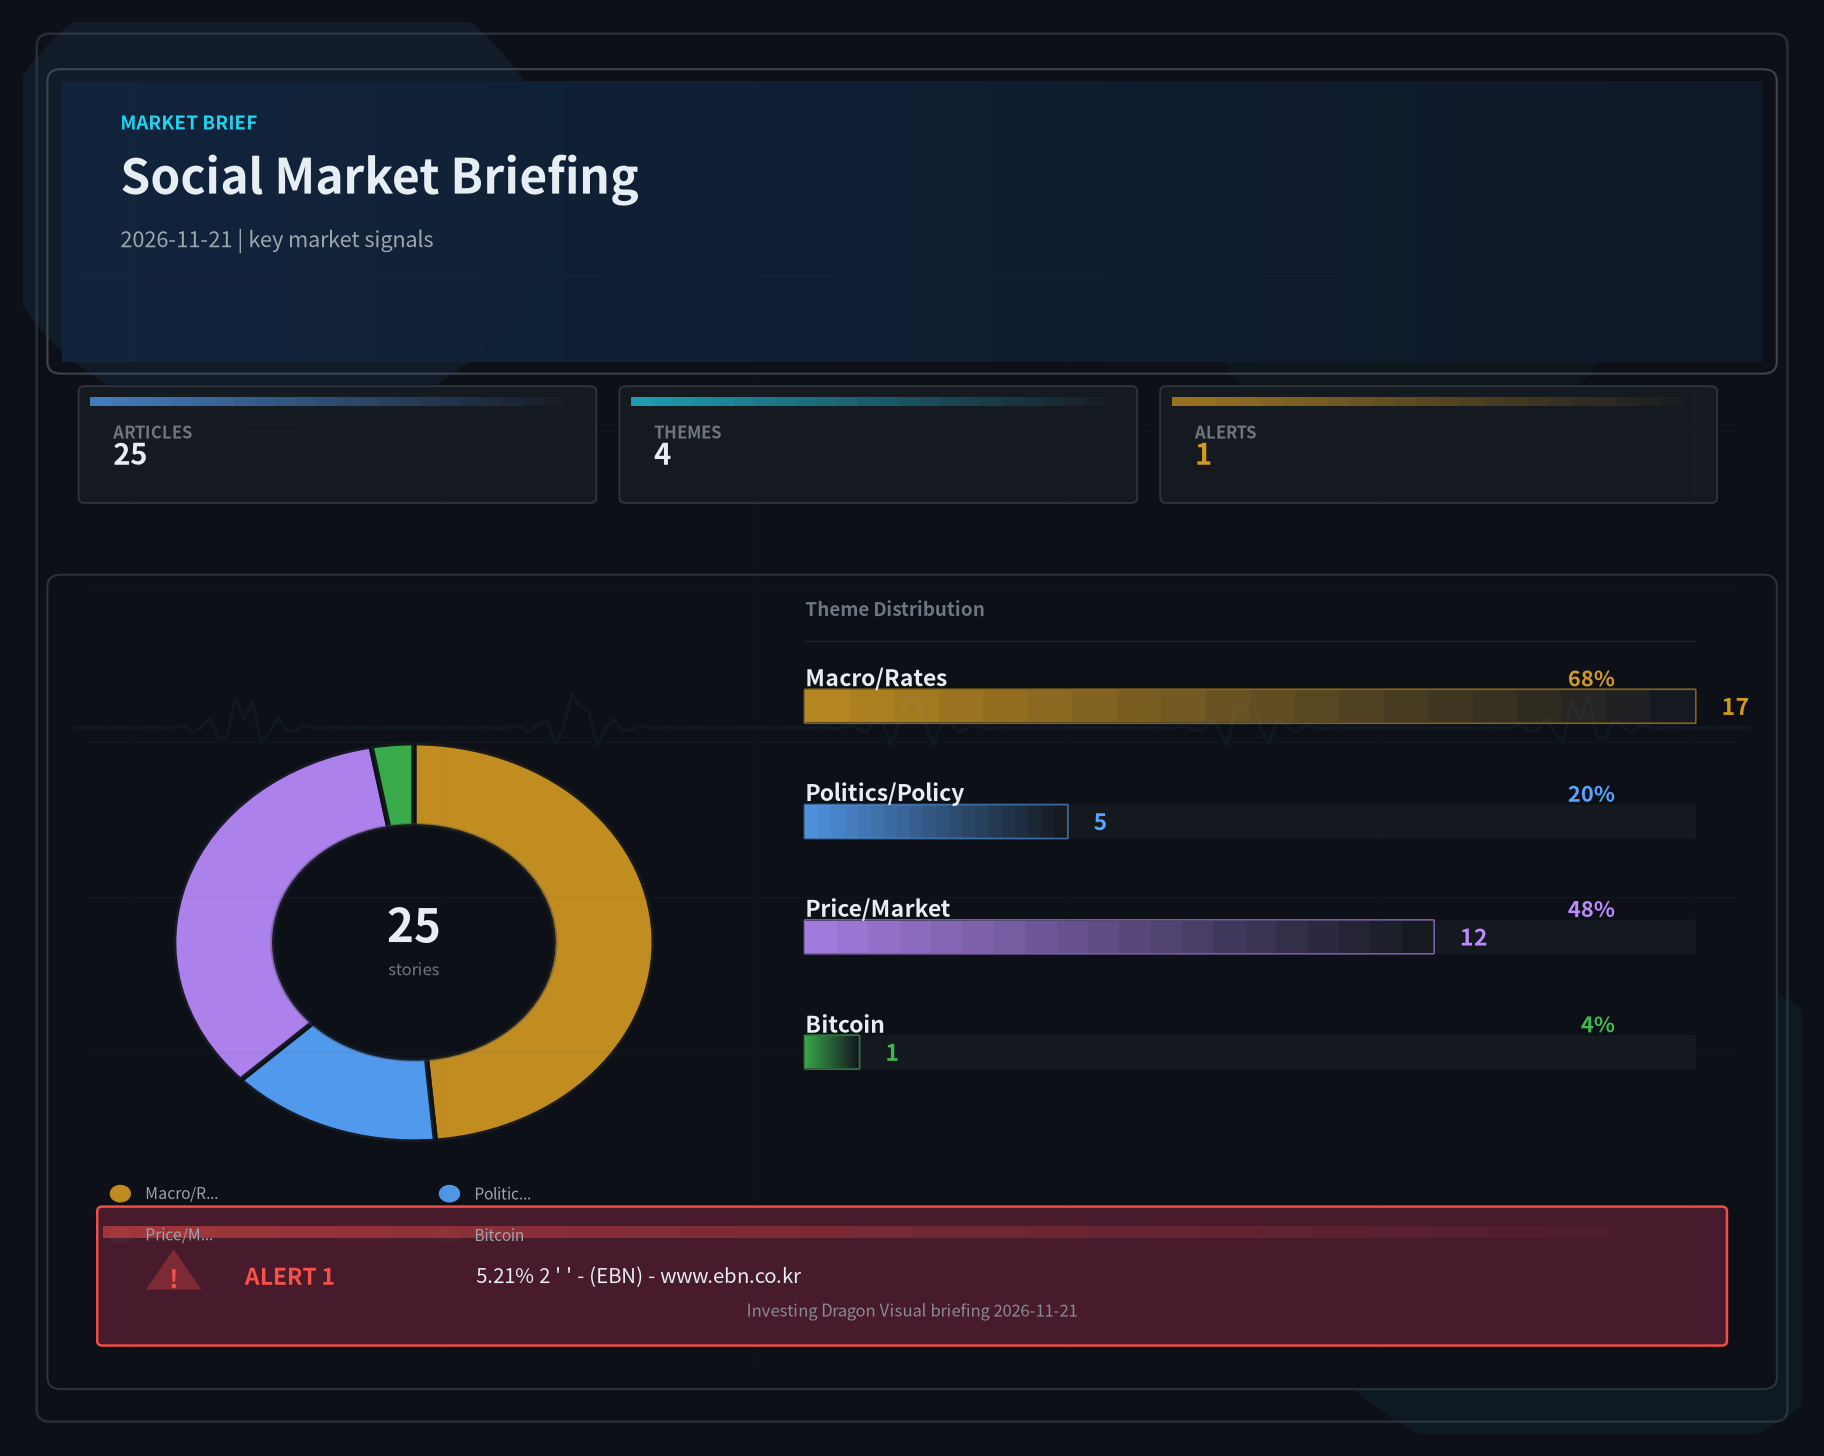 MARKET BRIEF
Social Market Briefing
2026-11-21 | key market signals
ARTICLES
25
THEMES
4
ALERTS
1
Theme Distribution
Macro/Rates
68%
17
Politics/Policy
20%
5
Price/Market
48%
12
Bitcoin
4%
1
25
stories
Macro/R...
Politic...
Price/M...
Bitcoin
!
ALERT 1
5.21% 2 ' ' - (EBN) - www.ebn.co.kr
Investing Dragon Visual briefing 2026-11-21